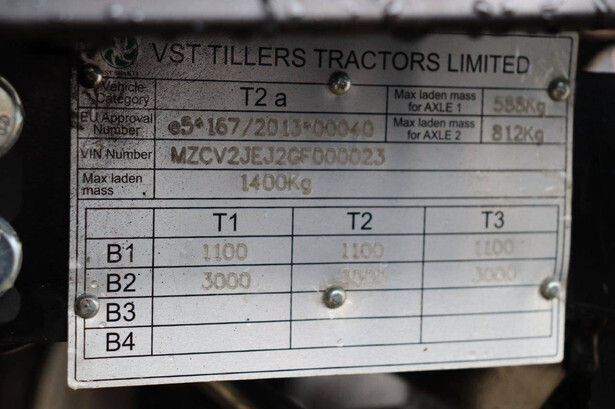 VST TILLERS TRACTORS LIMITED
Vehicle Category T2 a Max laden mass for AXLE 1 585Kg
EU Approval Number e5*167/2013*00040 Max laden mass for AXLE 2 812Kg
VIN Number MZCV2JEJ2GF000023
Max laden mass 1400Kg
T1 T2 T3
B1 1100 1100 1100
B2 3000 3000 3000
B3
B4